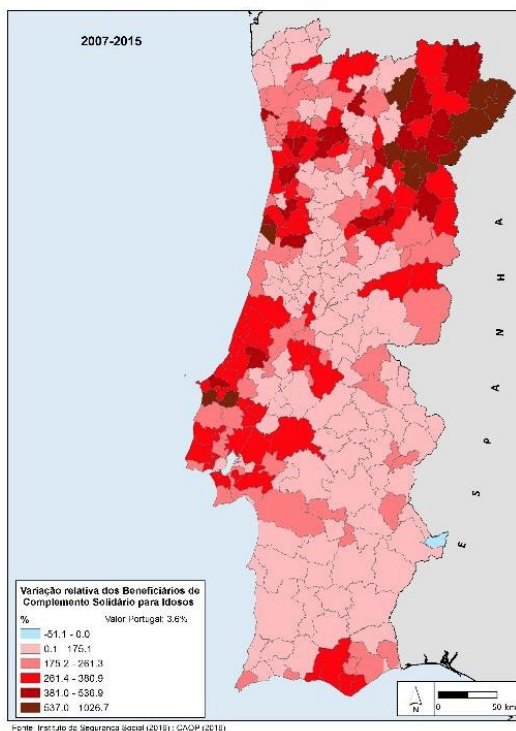 2007-2015
E S P A N H A
Variação relativa dos Beneficiários de
Complemento Solidário para Idosos
% Valor Portugal: 3.6%
-51.1 - 0.0
0.1 - 175.1
175.2 - 261.3
261.4 - 380.9
381.0 - 536.9
537.0 - 1026.7
N
0 50 km
Fonte: Instituto da Segurança Social (2016) ; CAOP (2016)